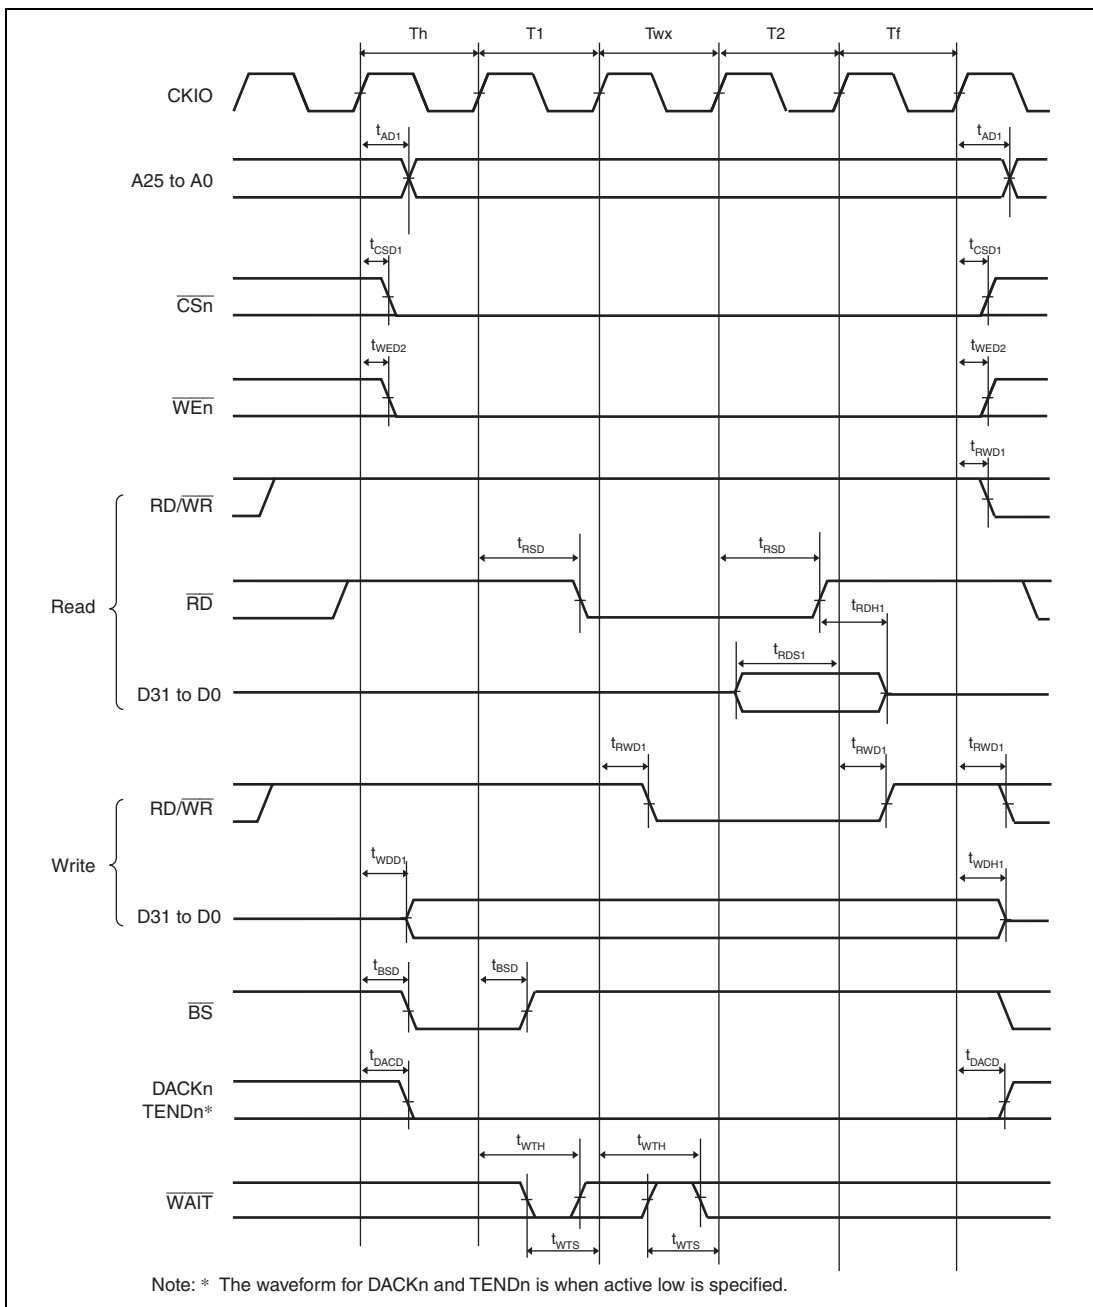 Th T1 Twx T2 Tf
CKIO
tAD1 tAD1
A25 to A0
tCSD1 tCSD1
CSn
tWED2 tWED2
WEn
tRWD1
RD/WR
tRSD tRSD
Read
RD
tRDH1
tRDS1
D31 to D0
tRWD1 tRWD1 tRWD1
RD/WR
Write
tWDD1 tWDH1
D31 to D0
tBSD tBSD
BS
tDACD tDACD
DACKn
TENDn*
tWTH tWTH
WAIT
tWTS tWTS
Note: * The waveform for DACKn and TENDn is when active low is specified.